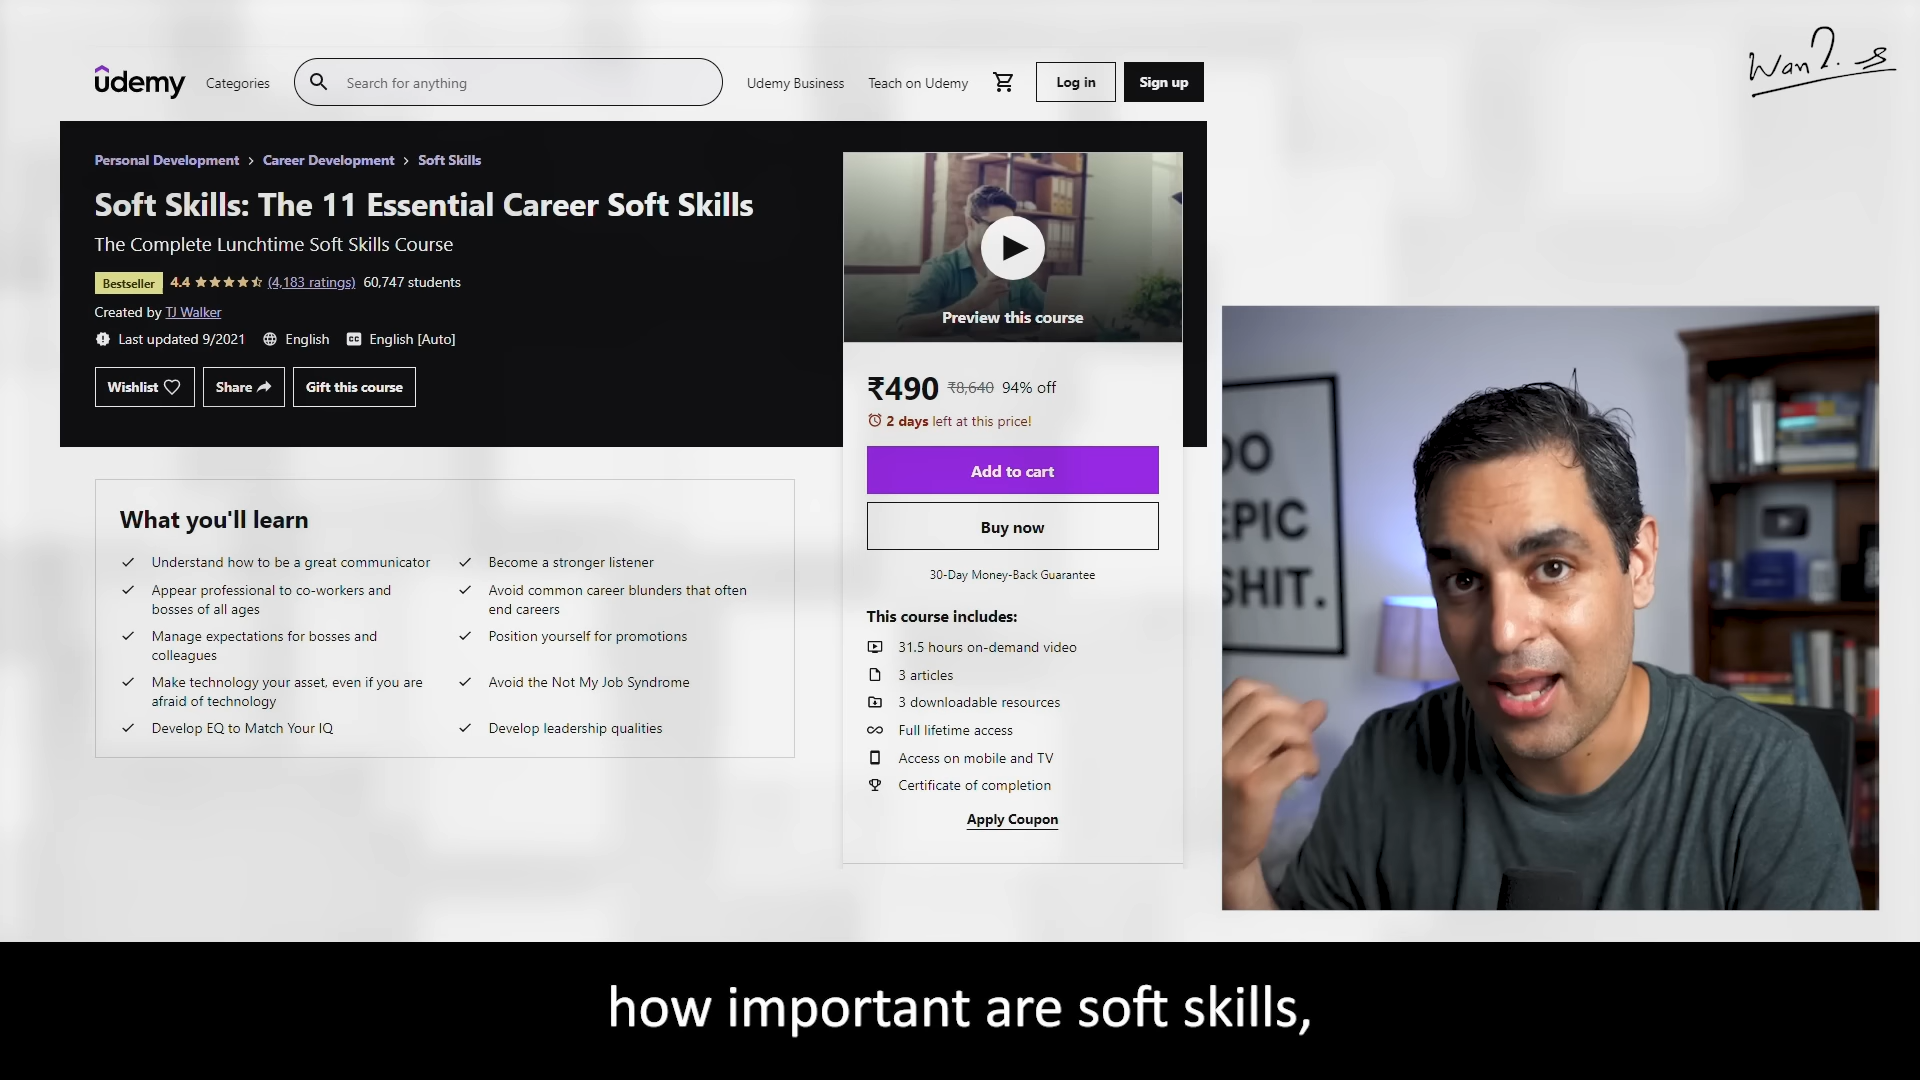 udemy
Categories
Search for anything
Udemy Business
Teach on Udemy
Log in
Sign up
Personal Development > Career Development > Soft Skills
Soft Skills: The 11 Essential Career Soft Skills
The Complete Lunchtime Soft Skills Course
Bestseller 4.4 (4,183 ratings) 60,747 students
Created by TJ Walker
Last updated 9/2021 English CC English [Auto]
Wishlist
Share
Gift this course
Preview this course
₹490 ₹8,640 94% off
2 days left at this price!
Add to cart
Buy now
30-Day Money-Back Guarantee
This course includes:
31.5 hours on-demand video
3 articles
3 downloadable resources
Full lifetime access
Access on mobile and TV
Certificate of completion
Apply Coupon
What you'll learn
Understand how to be a great communicator
Appear professional to co-workers and
bosses of all ages
Manage expectations for bosses and
colleagues
Make technology your asset, even if you are
afraid of technology
Develop EQ to Match Your IQ
Become a stronger listener
Avoid common career blunders that often
end careers
Position yourself for promotions
Avoid the Not My Job Syndrome
Develop leadership qualities
DO
EPIC
SHIT.
how important are soft skills,